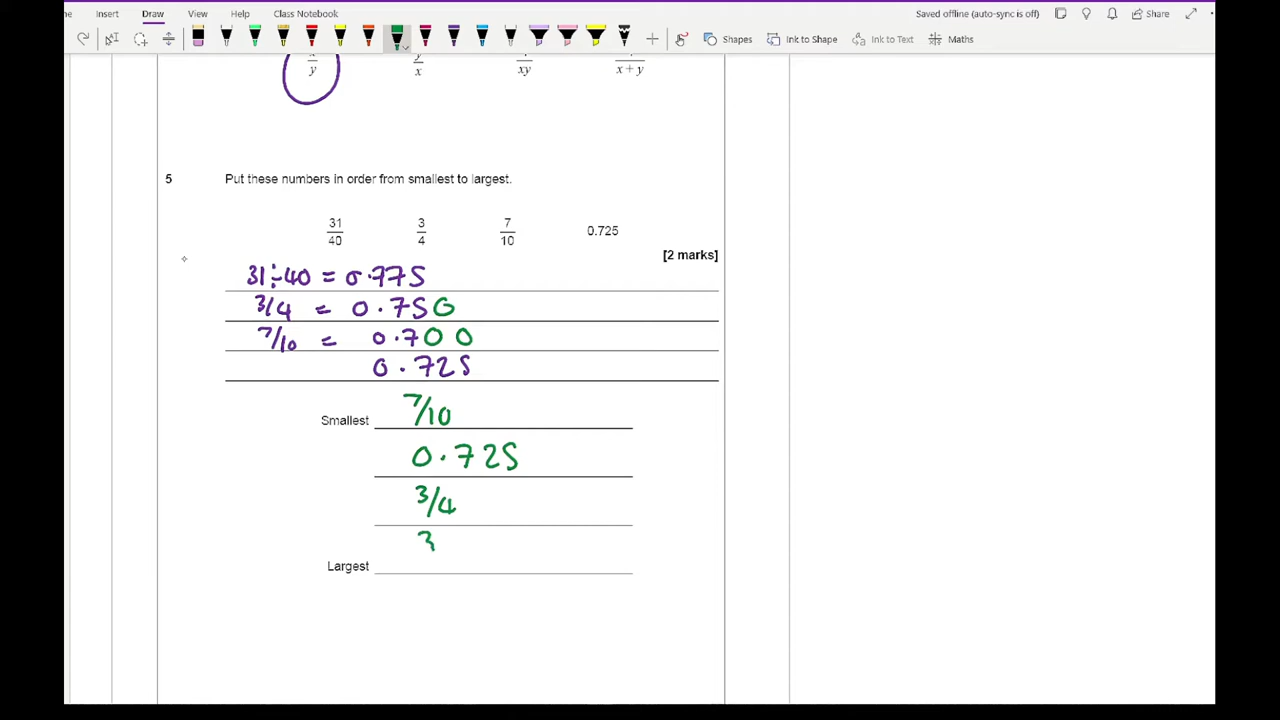 me Insert Draw View Help Class Notebook Saved offline (auto-sync is off) Share
Shapes Ink to Shape Ink to Text Maths
y x xy x + y
5 Put these numbers in order from smallest to largest.
31/40 3/4 7/10 0.725
[2 marks]
31÷40 = 0.775
3/4 = 0.750
7/10 = 0.700
0.725
Smallest 7/10
0.725
3/4
3
Largest